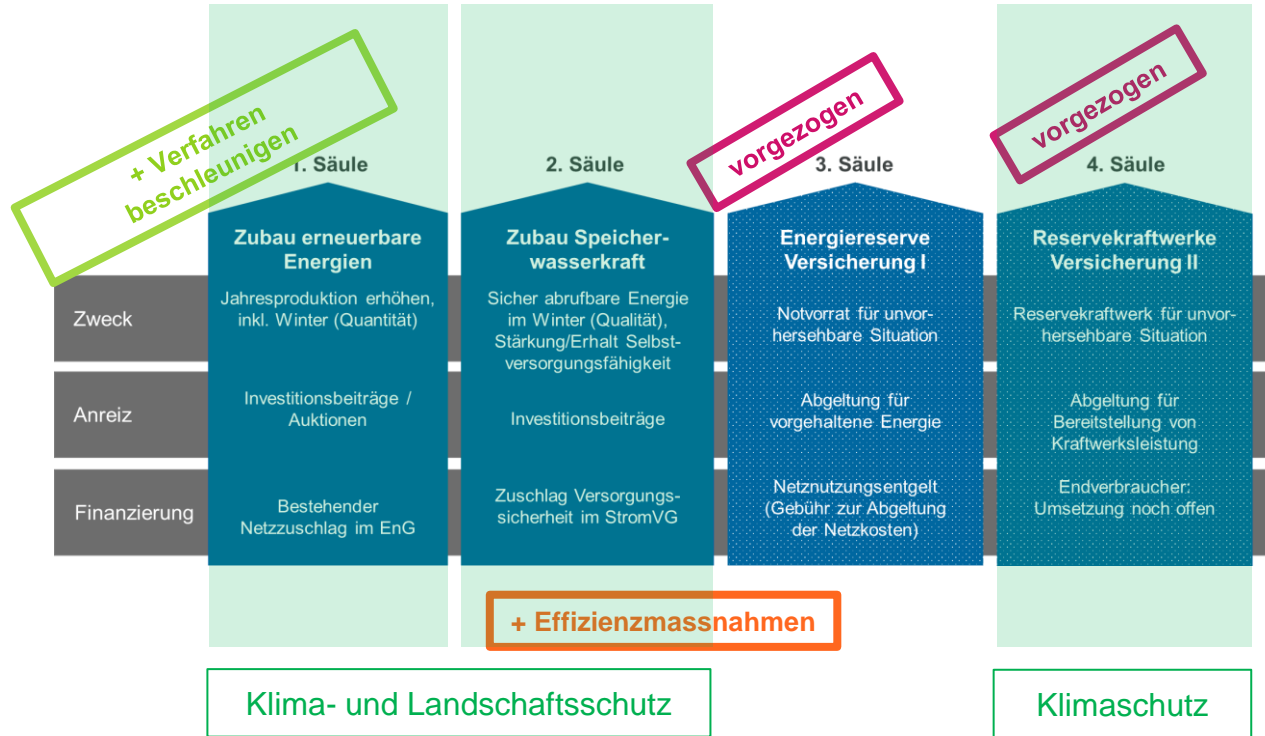 + Verfahren
beschleunigen
vorgezogen
vorgezogen
1. Säule
2. Säule
3. Säule
4. Säule
Zubau erneuerbare
Energien
Zubau Speicher-
wasserkraft
Energiereserve
Versicherung I
Reservekraftwerke
Versicherung II
Zweck
Jahresproduktion erhöhen,
inkl. Winter (Quantität)
Sicher abrufbare Energie
im Winter (Qualität),
Stärkung/Erhalt Selbst-
versorgungsfähigkeit
Notvorrat für unvor-
hersehbare Situation
Reservekraftwerk für unvor-
hersehbare Situation
Anreiz
Investitionsbeiträge /
Auktionen
Investitionsbeiträge
Abgeltung für
vorgehaltene Energie
Abgeltung für
Bereitstellung von
Kraftwerksleistung
Finanzierung
Bestehender
Netzzuschlag im EnG
Zuschlag Versorgungs-
sicherheit im StromVG
Netznutzungsentgelt
(Gebühr zur Abgeltung
der Netzkosten)
Endverbraucher:
Umsetzung noch offen
+ Effizienzmassnahmen
Klima- und Landschaftsschutz
Klimaschutz